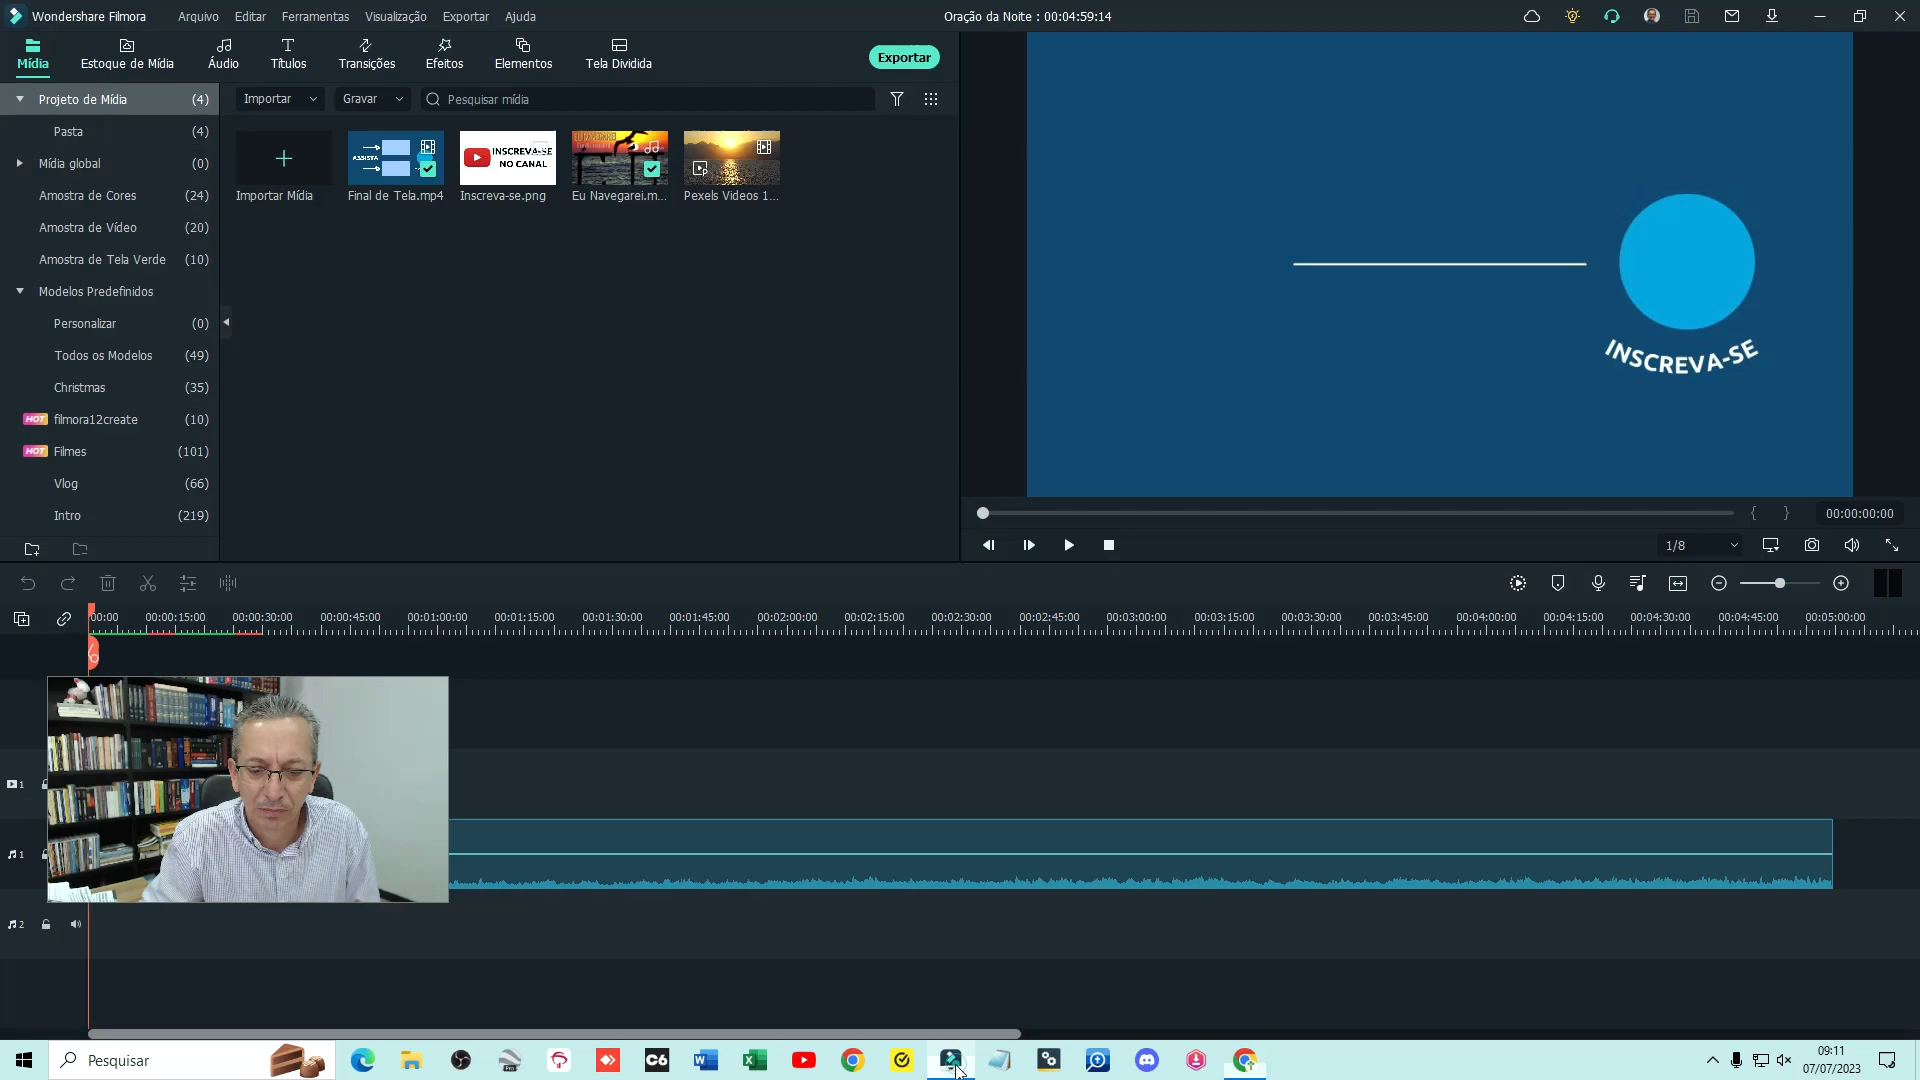 Wondershare Filmora
Arquivo Editar Ferramentas Visualização Exportar Ajuda
Oração da Noite : 00:04:59:14
Mídia Estoque de Mídia Áudio Títulos Transições Efeitos Elementos Tela Dividida
Exportar
Projeto de Mídia (4)
Pasta (4)
Mídia global (0)
Amostra de Cores (24)
Amostra de Vídeo (20)
Amostra de Tela Verde (10)
Modelos Predefinidos
Personalizar (0)
Todos os Modelos (49)
Christmas (35)
HOT filmora12create (10)
HOT Filmes (101)
Vlog (66)
Intro (219)
Importar Gravar Pesquisar mídia
ASSISTA
INSCREVA-SE
NO CANAL
Importar Mídia Final de Tela.mp4 Inscreva-se.png Eu Navegarei.m... Pexels Videos 1...
INSCREVA-SE
{ } 00:00:00:00
1/8
00:00 00:00:15:00 00:00:30:00 00:00:45:00 00:01:00:00 00:01:15:00 00:01:30:00 00:01:45:00 00:02:00:00 00:02:15:00 00:02:30:00 00:02:45:00 00:03:00:00 00:03:15:00 00:03:30:00 00:03:45:00 00:04:00:00 00:04:15:00 00:04:30:00 00:04:45:00 00:05:00:00
1
1
2
Pesquisar
Pro
C6
09:11
07/07/2023